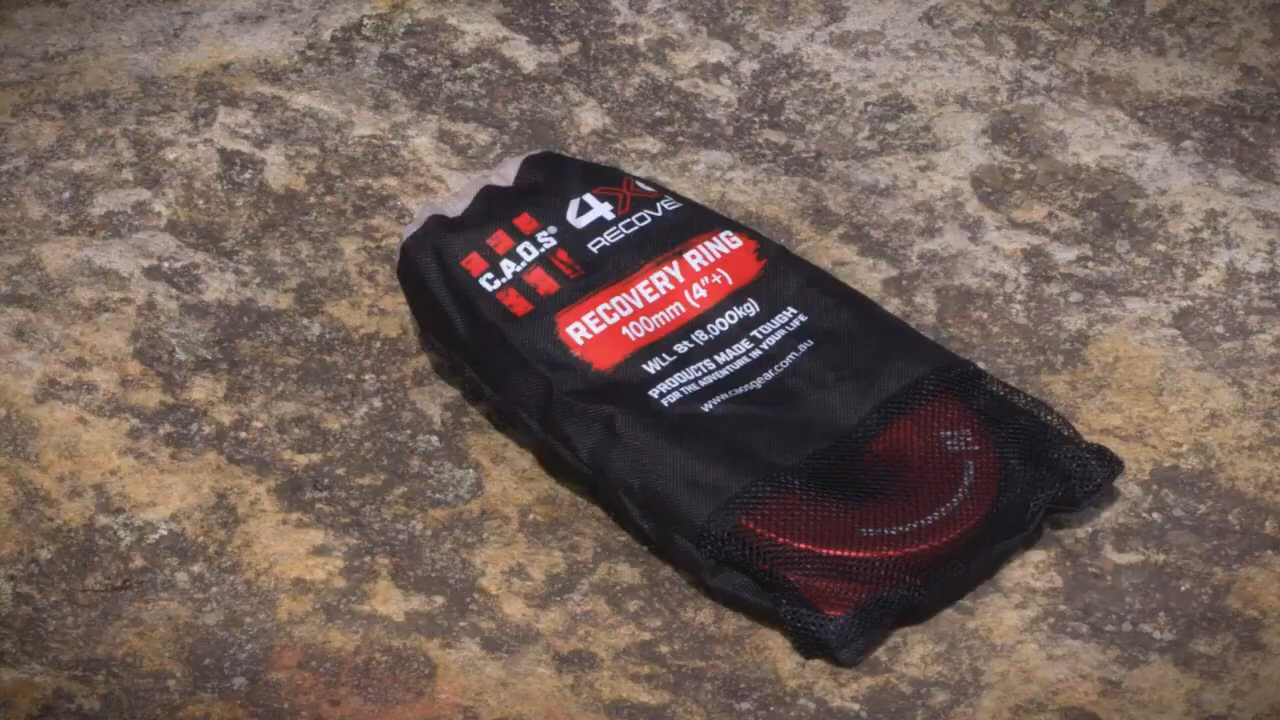 C.A.O.S®
4X
RECOVE
RECOVERY RING
100mm (4"+)
WLL 8t (8,000kg)
PRODUCTS MADE TOUGH
FOR THE ADVENTURE IN YOUR LIFE
www.caosgear.com.au